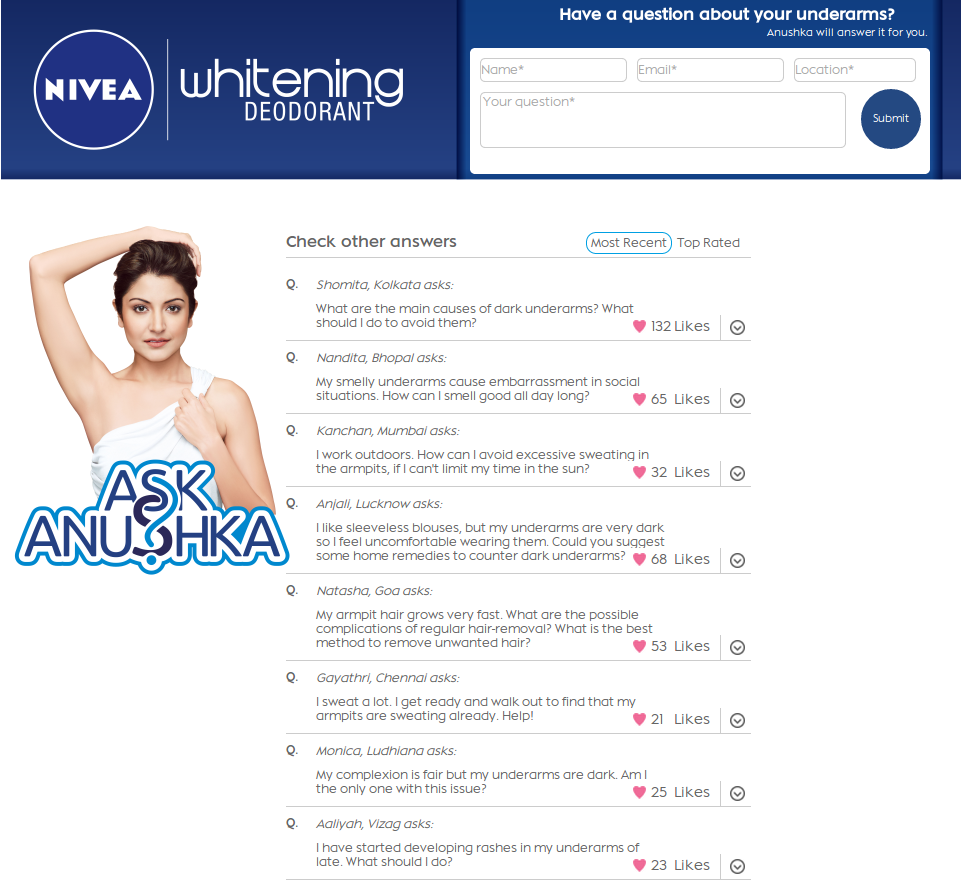 NIVEA
whitening
DEODORANT
Have a question about your underarms?
Anushka will answer it for you.
Name*
Email*
Location*
Your question*
Submit
ASK
ANUSHKA
Check other answers
Most Recent
Top Rated
Q. Shomita, Kolkata asks:
What are the main causes of dark underarms? What
should I do to avoid them?
132 Likes
Q. Nandita, Bhopal asks:
My smelly underarms cause embarrassment in social
situations. How can I smell good all day long?
65 Likes
Q. Kanchan, Mumbai asks:
I work outdoors. How can I avoid excessive sweating in
the armpits, if I can't limit my time in the sun?
32 Likes
Q. Anjali, Lucknow asks:
I like sleeveless blouses, but my underarms are very dark
so I feel uncomfortable wearing them. Could you suggest
some home remedies to counter dark underarms?
68 Likes
Q. Natasha, Goa asks:
My armpit hair grows very fast. What are the possible
complications of regular hair-removal? What is the best
method to remove unwanted hair?
53 Likes
Q. Gayathri, Chennai asks:
I sweat a lot. I get ready and walk out to find that my
armpits are sweating already. Help!
21 Likes
Q. Monica, Ludhiana asks:
My complexion is fair but my underarms are dark. Am I
the only one with this issue?
25 Likes
Q. Aaliyah, Vizag asks:
I have started developing rashes in my underarms of
late. What should I do?
23 Likes